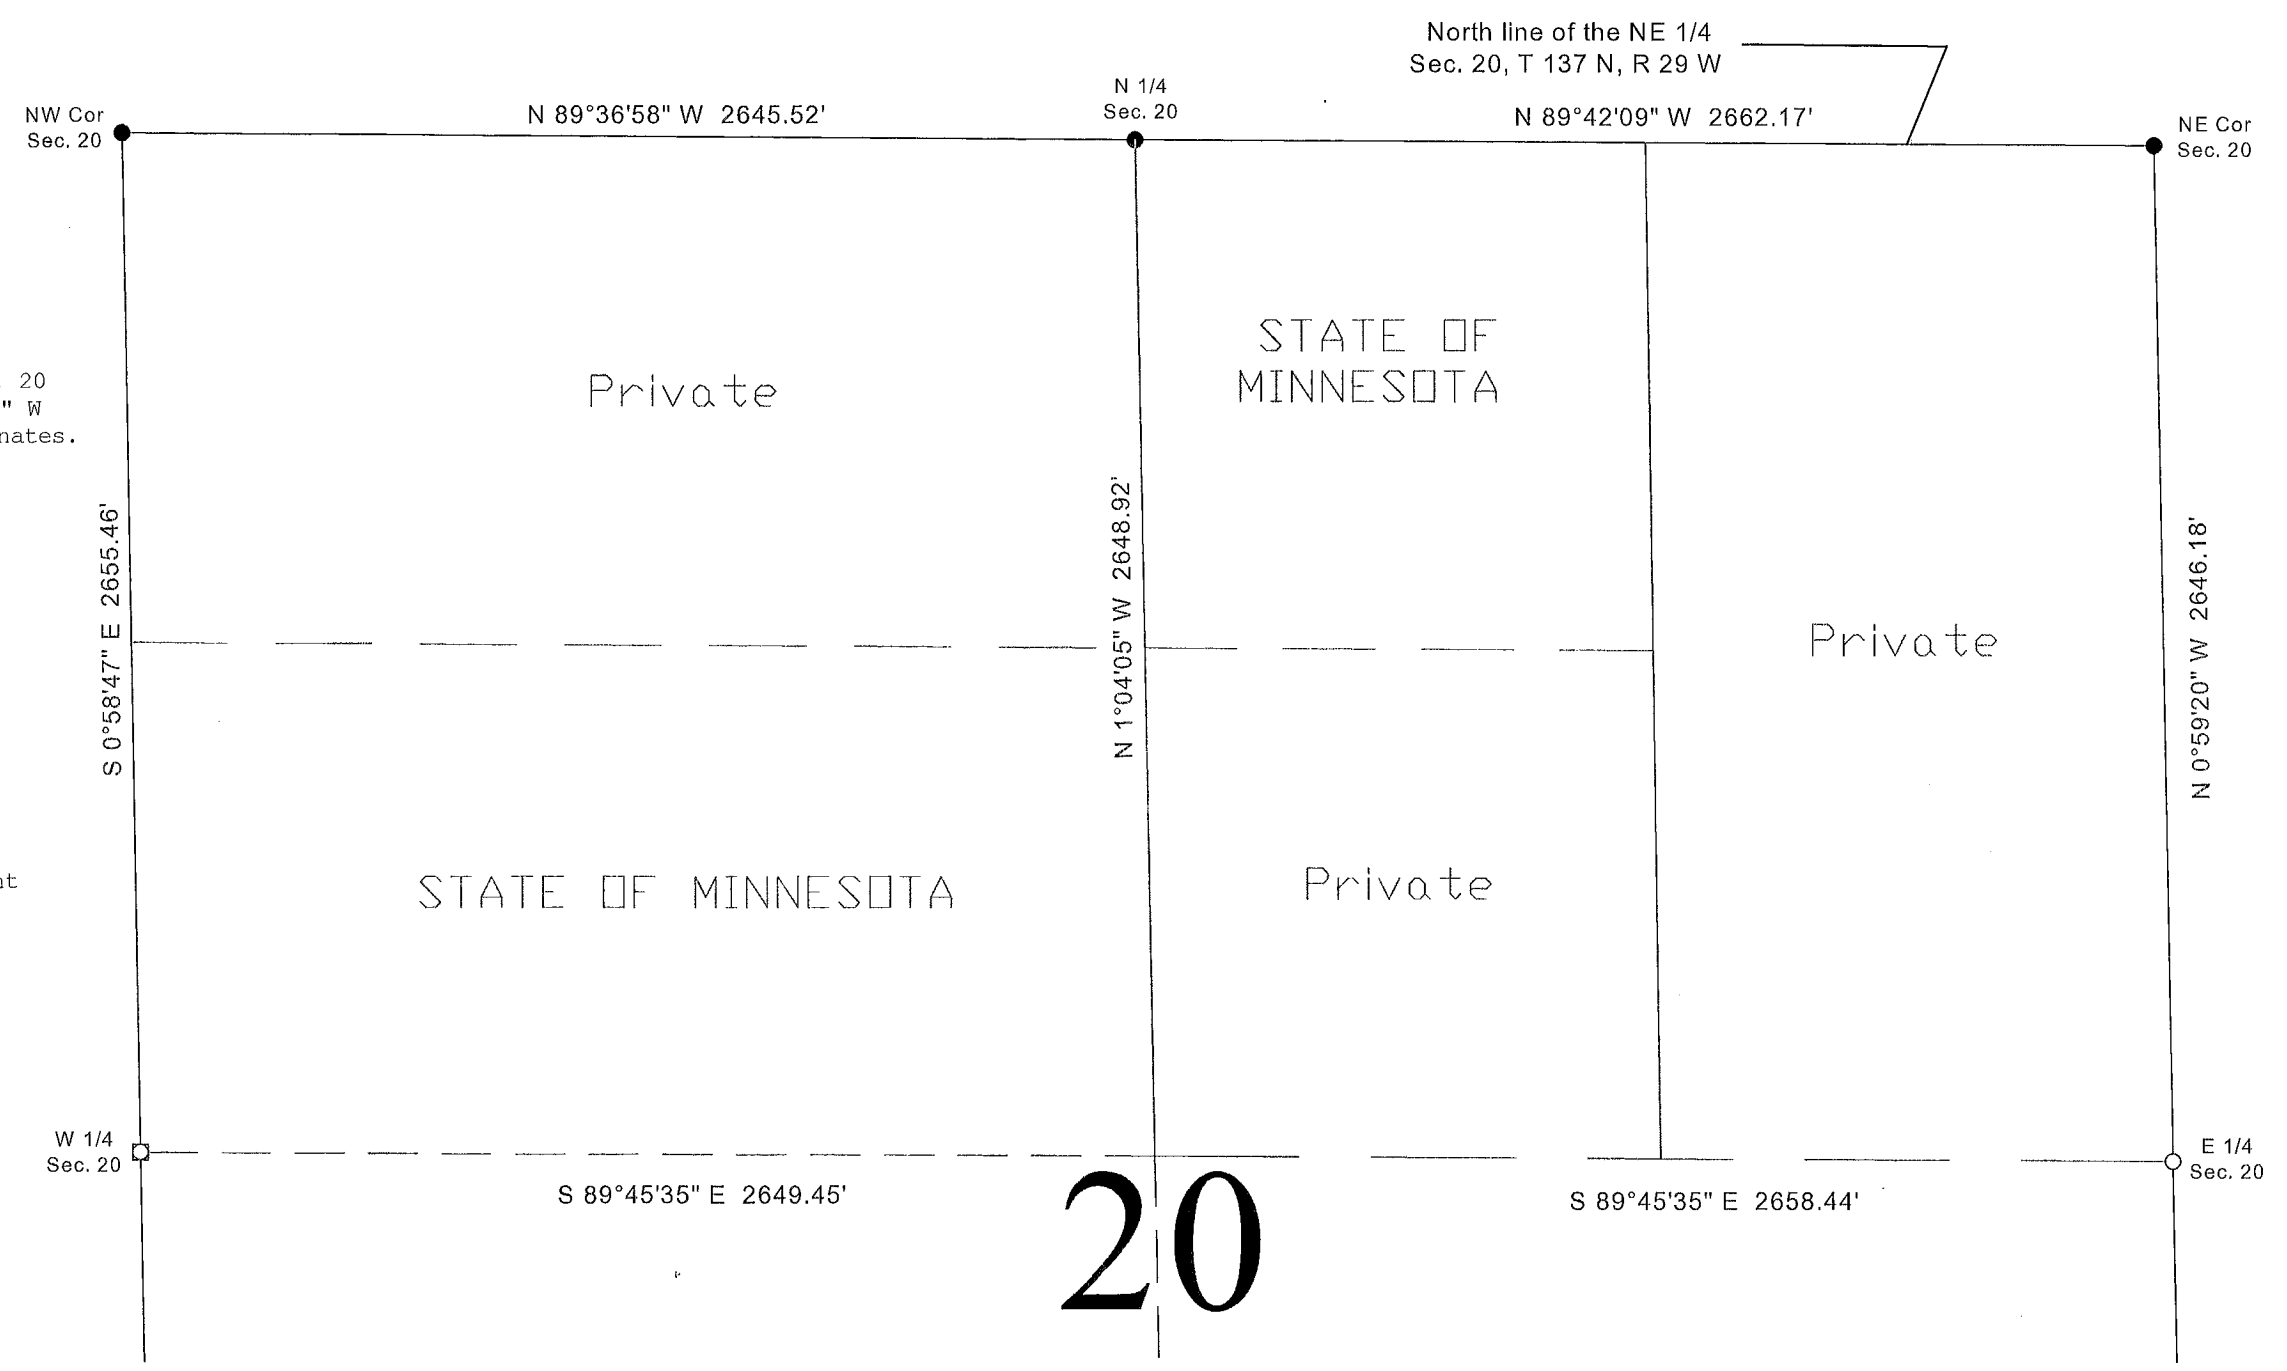 North line of the NE 1/4
Sec. 20, T 137 N, R 29 W
NW Cor
Sec. 20
N 89°36'58" W 2645.52'
N 1/4
Sec. 20
N 89°42'09" W 2662.17'
NE Cor
Sec. 20
STATE OF
MINNESOTA
Private
20
" W
nates.
S 0°58'47" E 2655.46'
N 1°04'05" W 2648.92'
N 0°59'20" W 2646.18'
Private
STATE OF MINNESOTA
Private
nt
W 1/4
Sec. 20
E 1/4
Sec. 20
S 89°45'35" E 2649.45'
S 89°45'35" E 2658.44'
20